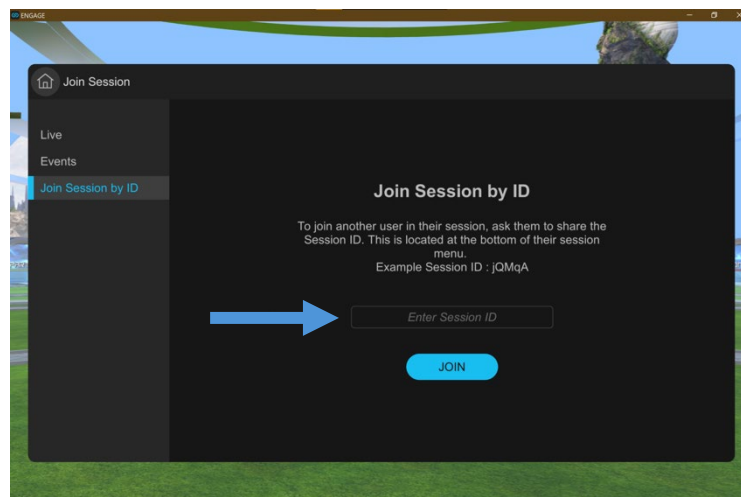 ENGAGE
Join Session
Live
Events
Join Session by ID
Join Session by ID
To join another user in their session, ask them to share the
Session ID. This is located at the bottom of their session
menu.
Example Session ID : jQMqA
Enter Session ID
JOIN